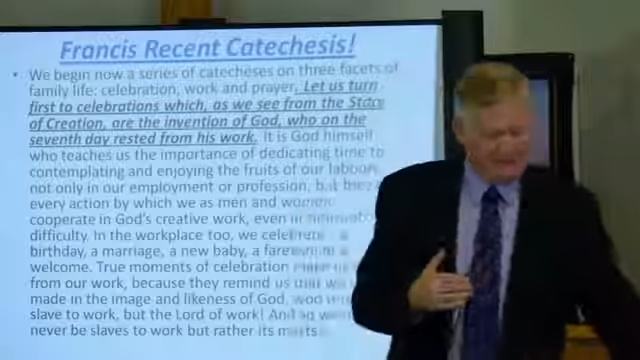 Francis Recent Catechesis!
• We begin now a series of catecheses on three facets of
family life: celebration, work and prayer. Let us turn
first to celebrations which, as we see from the Story
of Creation, are the invention of God, who on the
seventh day rested from his work. It is God himself
who teaches us the importance of dedicating time to
contemplating and enjoying the fruits of our labours
not only in our employment or profession, but
every action by which we as men and women
cooperate in God's creative work, even in
difficulty. In the workplace too, we celebrate a
birthday, a marriage, a new baby, a farewell
welcome. True moments of celebration make us
from our work, because they remind us that we
made in the image and likeness of God,
slave to work, but the Lord of work! And so we
never be slaves to work but rather its